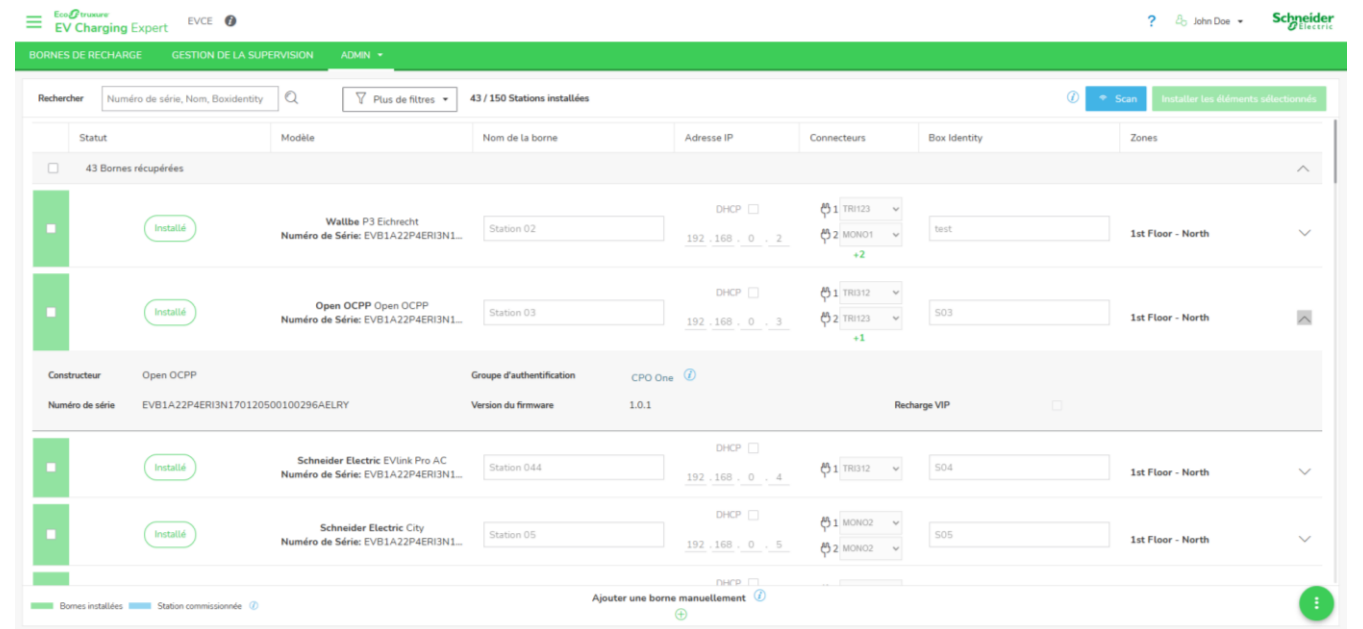 EcoStruxure
EV Charging Expert
EVCE
?
John Doe
Schneider
Electric
BORNES DE RECHARGE
GESTION DE LA SUPERVISION
ADMIN
Rechercher
Numéro de série, Nom, Boxidentity
Plus de filtres
43 / 150 Stations installées
Scan
Installer les éléments sélectionnés
Statut
Modèle
Nom de la borne
Adresse IP
Connecteurs
Box Identity
Zones
43 Bornes récupérées
Installé
Wallbe P3 Eichrecht
Numéro de Série: EVB1A22P4ERI3N1...
Station 02
DHCP
192 . 168 . 0 . 2
1 TRI123
2 MONO1
+2
test
1st Floor - North
Installé
Open OCPP Open OCPP
Numéro de Série: EVB1A22P4ERI3N1...
Station 03
DHCP
192 . 168 . 0 . 3
1 TRI312
2 TRI123
+1
S03
1st Floor - North
Constructeur
Open OCPP
Groupe d'authentification
CPO One
Numéro de série
EVB1A22P4ERI3N170120500100296AELRY
Version du firmware
1.0.1
Recharge VIP
Installé
Schneider Electric EVlink Pro AC
Numéro de Série: EVB1A22P4ERI3N1...
Station 044
DHCP
192 . 168 . 0 . 4
1 TRI312
S04
1st Floor - North
Installé
Schneider Electric City
Numéro de Série: EVB1A22P4ERI3N1...
Station 05
DHCP
192 . 168 . 0 . 5
1 MONO2
2 MONO2
S05
1st Floor - North
DHCP
Bornes installées
Station commissionnée
Ajouter une borne manuellement